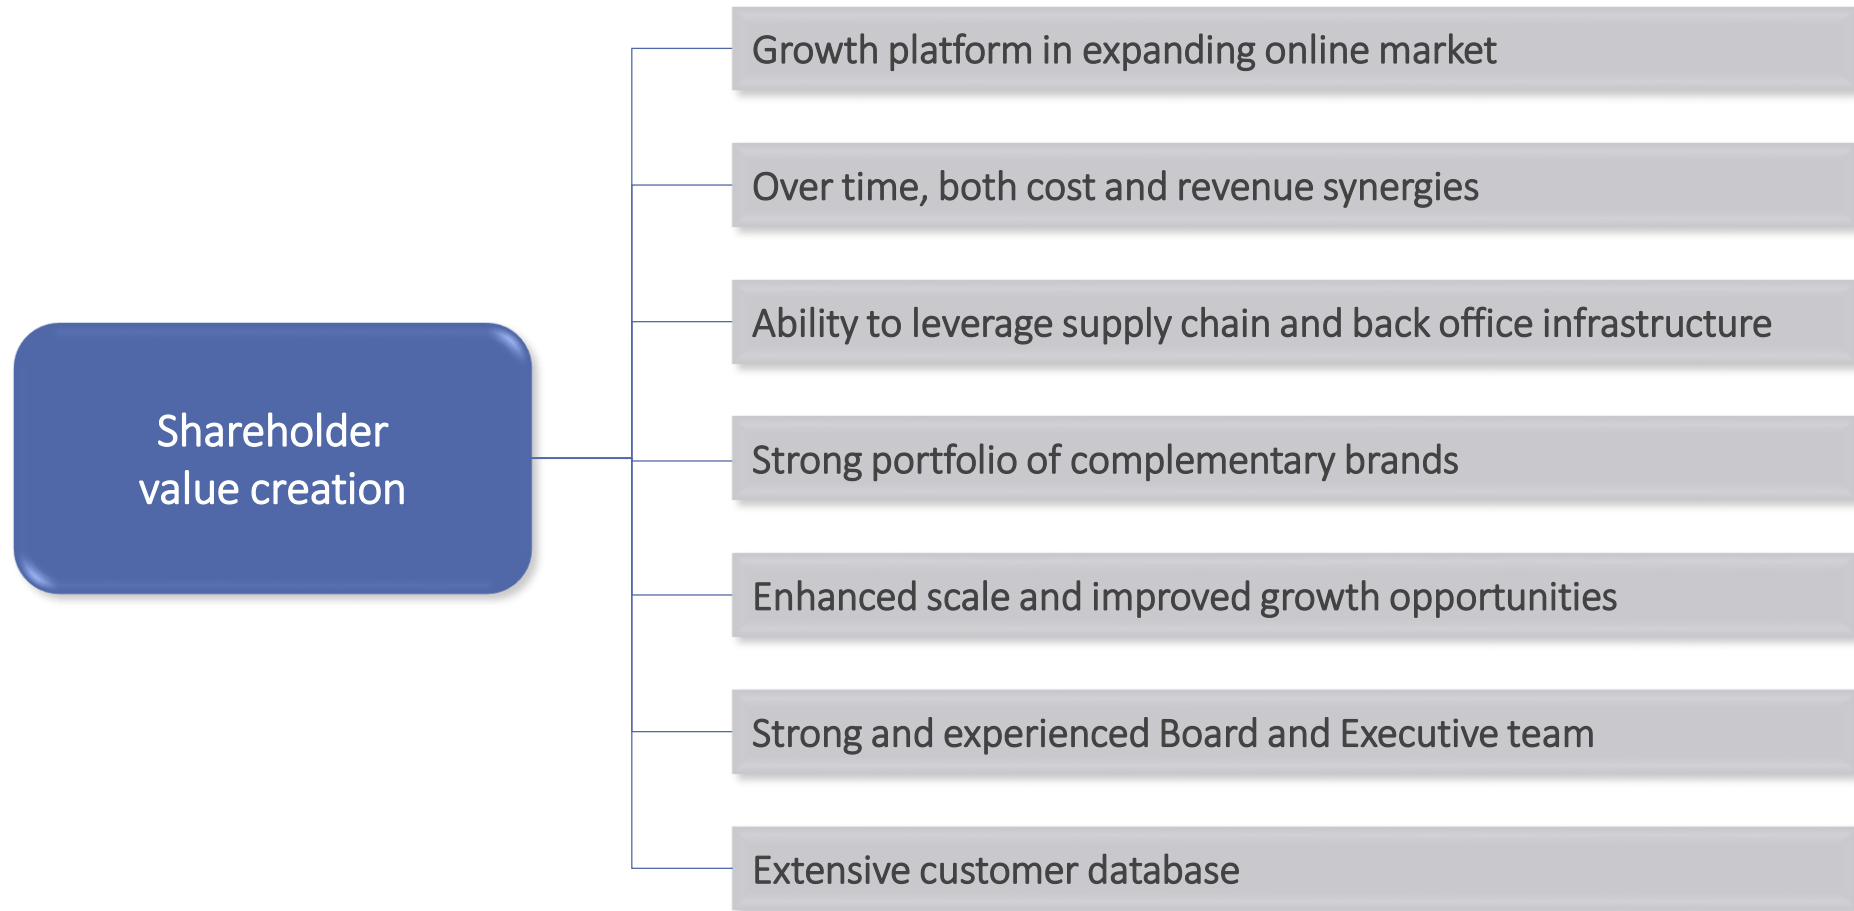 Growth platform in expanding online market
Over time, both cost and revenue synergies
Ability to leverage supply chain and back office infrastructure
Shareholder
value creation
Strong portfolio of complementary brands
Enhanced scale and improved growth opportunities
Strong and experienced Board and Executive team
Extensive customer database